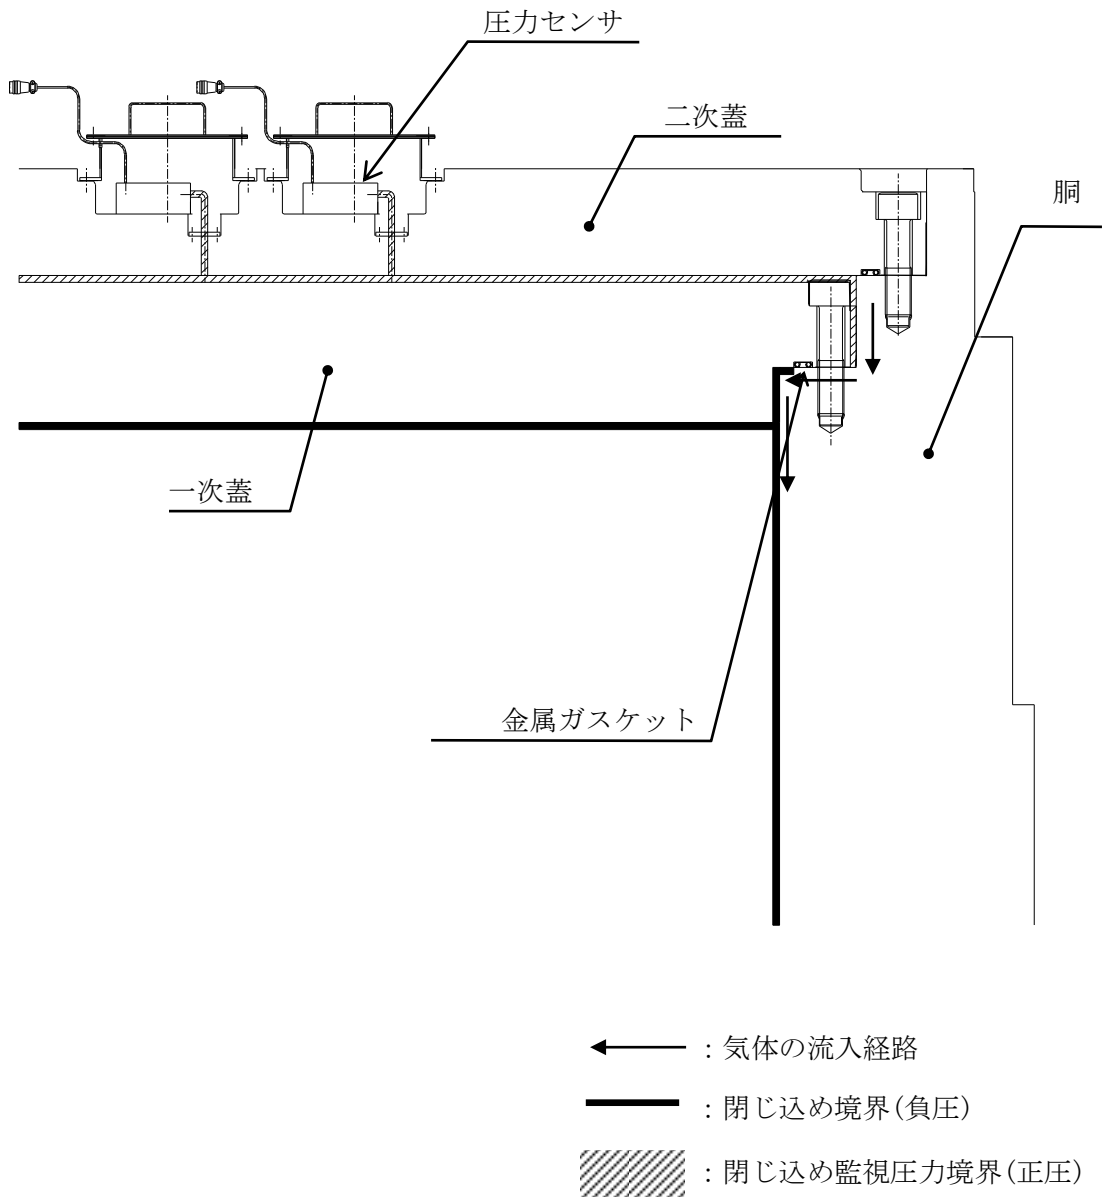 圧力センサ
二次蓋
胴
一次蓋
金属ガスケット
：気体の流入経路
：閉じ込め境界(負圧)
：閉じ込め監視圧力境界(正圧)